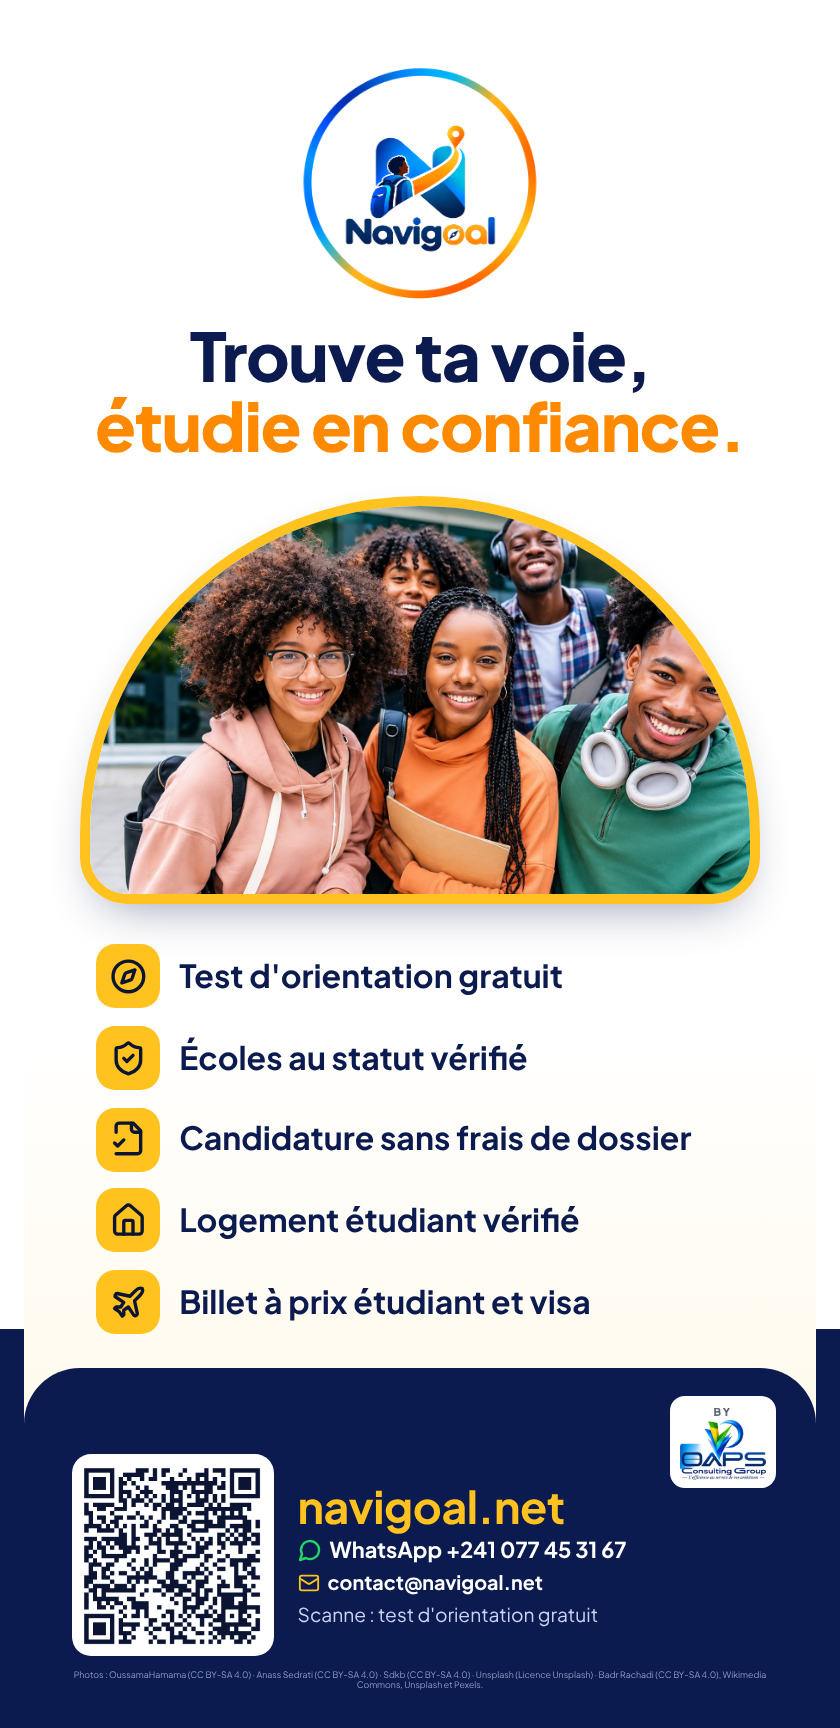 Navigoal
Trouve ta voie,
étudie en confiance.
Test d'orientation gratuit
Écoles au statut vérifié
Candidature sans frais de dossier
Logement étudiant vérifié
Billet à prix étudiant et visa
BY
OAPS
Consulting Group
navigoal.net
WhatsApp +241 077 45 31 67
contact@navigoal.net
Scanne : test d'orientation gratuit
Photos : OussamaHamama (CC BY-SA 4.0) · Anass Sedrati (CC BY-SA 4.0) · Sdkb (CC BY-SA 4.0) · Unsplash (Licence Unsplash) · Badr Rachadi (CC BY-SA 4.0), Wikimedia
Commons, Unsplash et Pexels.